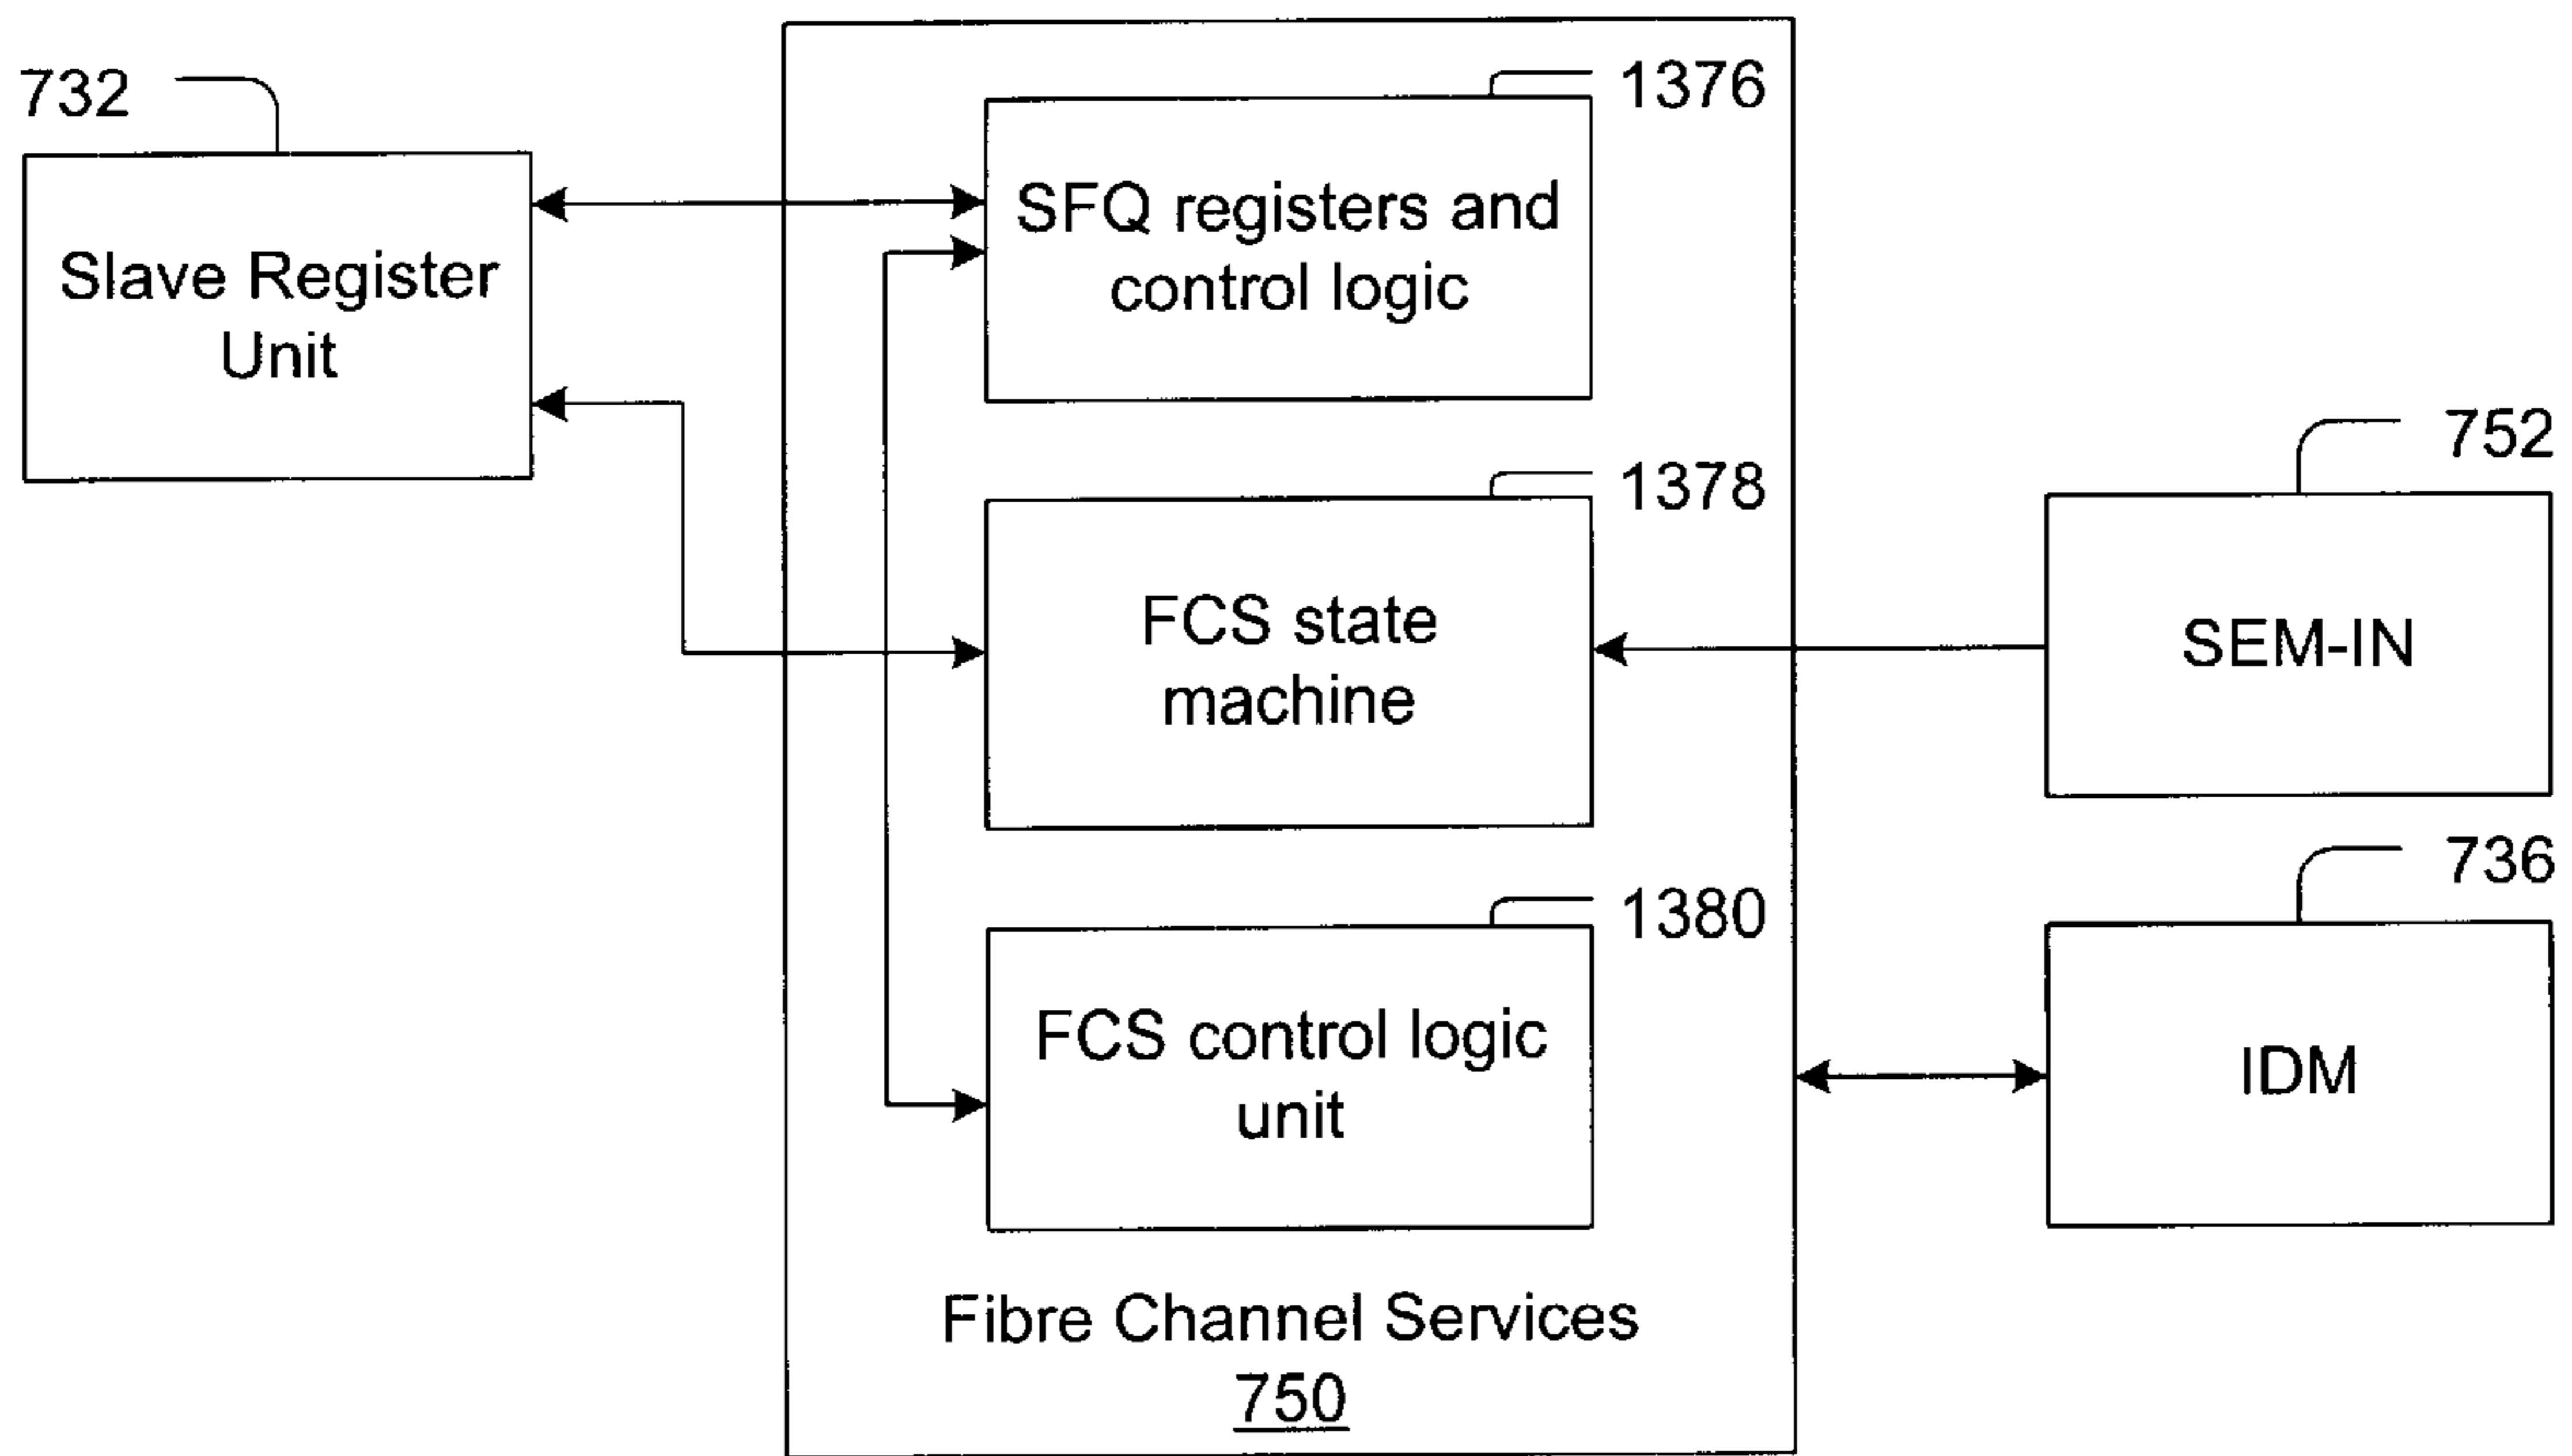 732
1376
Slave Register
Unit
SFQ registers and
control logic
1378
752
FCS state
machine
SEM-IN
1380
736
FCS control logic
unit
IDM
Fibre Channel Services
750